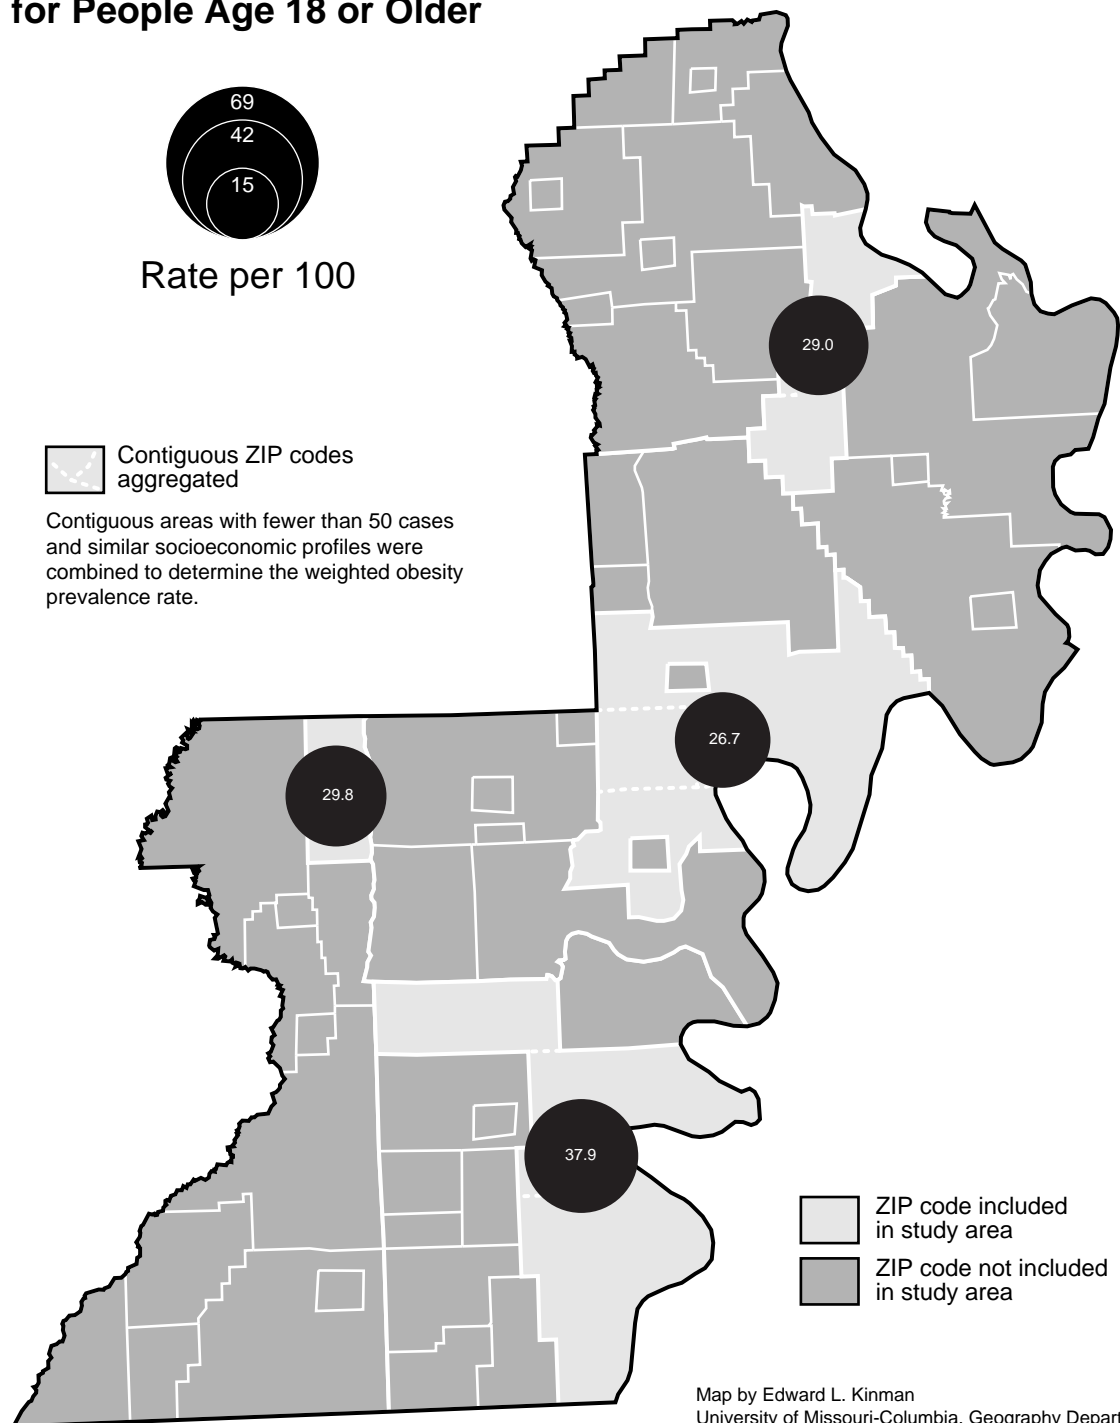 for People Age 18 or Older
69
42
15
Rate per 100
29.0
Contiguous ZIP codes
aggregated
Contiguous areas with fewer than 50 cases
and similar socioeconomic profiles were
combined to determine the weighted obesity
prevalence rate.
26.7
29.8
37.9
ZIP code included
in study area
ZIP code not included
in study area
Map by Edward L. Kinman
University of Missouri-Columbia, Geography